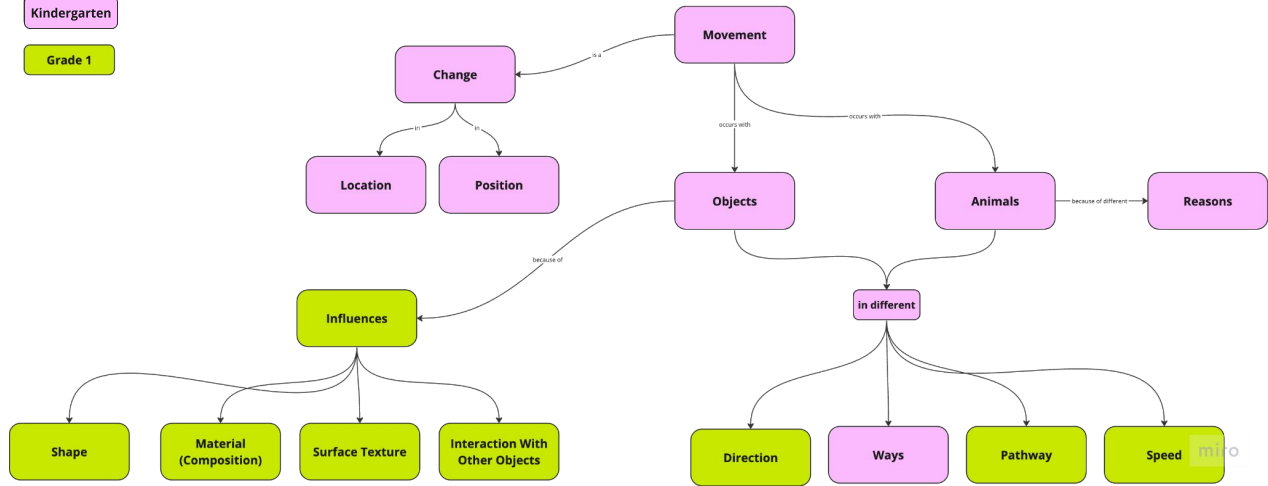 Kindergarten
Grade 1
Movement
is a
Change
in
in
Location
Position
occurs with
occurs with
Objects
Animals
because of different
Reasons
because of
in different
Influences
Shape
Material
(Composition)
Surface Texture
Interaction With
Other Objects
Direction
Ways
Pathway
Speed
miro